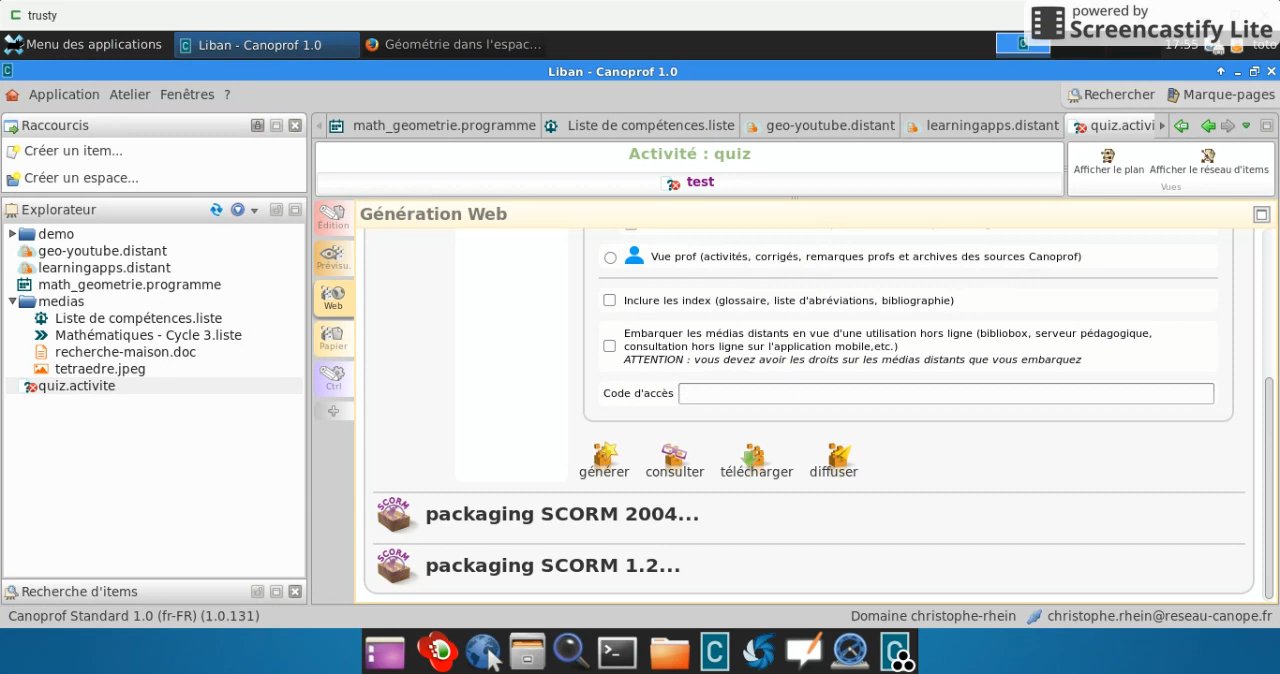 trusty
powered by
Screencastify Lite
Menu des applications
Liban - Canoprof 1.0
Géométrie dans l'espac...
17:55
toto
Liban - Canoprof 1.0
Application Atelier Fenêtres ?
Rechercher Marque-pages
Raccourcis
Créer un item...
Créer un espace...
math_geometrie.programme
Liste de compétences.liste
geo-youtube.distant
learningapps.distant
quiz.activi
Activité : quiz
test
Afficher le plan
Afficher le réseau d'items
Vues
Explorateur
demo
geo-youtube.distant
learningapps.distant
math_geometrie.programme
medias
Liste de compétences.liste
Mathématiques - Cycle 3.liste
recherche-maison.doc
tetraedre.jpeg
quiz.activite
Recherche d'items
Edition
Prévisu.
Web
Papier
Ctrl
Génération Web
Vue prof (activités, corrigés, remarques profs et archives des sources Canoprof)
Inclure les index (glossaire, liste d'abréviations, bibliographie)
Embarquer les médias distants en vue d'une utilisation hors ligne (bibliobox, serveur pédagogique,
consultation hors ligne sur l'application mobile,etc.)
ATTENTION : vous devez avoir les droits sur les médias distants que vous embarquez
Code d'accès
générer
consulter
télécharger
diffuser
packaging SCORM 2004...
packaging SCORM 1.2...
Canoprof Standard 1.0 (fr-FR) (1.0.131)
Domaine christophe-rhein
christophe.rhein@reseau-canope.fr